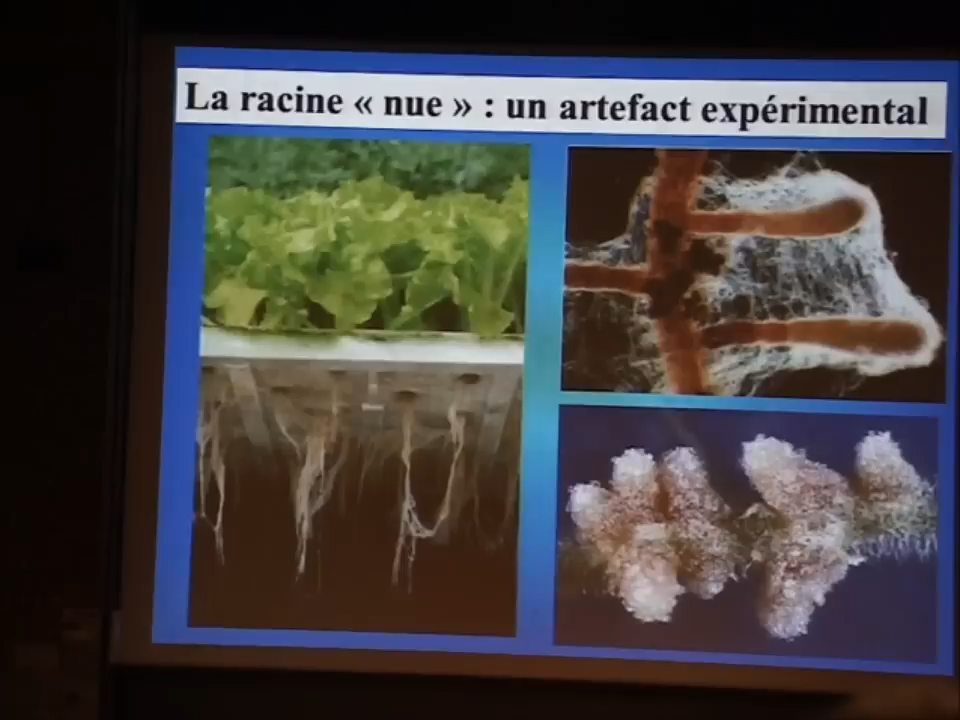 La racine « nue » : un artefact expérimental